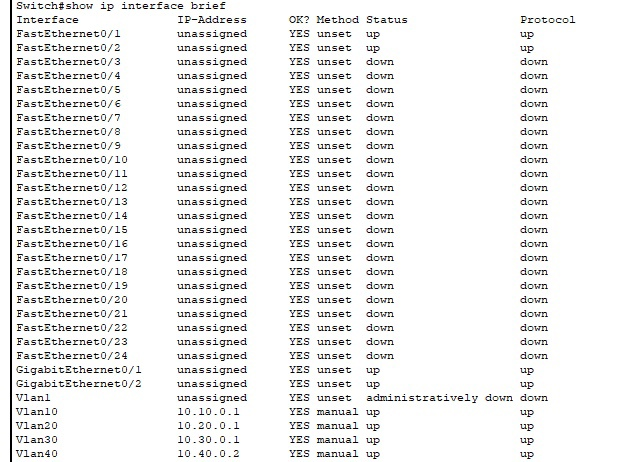 Switch#show ip interface brief
Interface IP-Address OK? Method Status Protocol
FastEthernet0/1 unassigned YES unset up up
FastEthernet0/2 unassigned YES unset up up
FastEthernet0/3 unassigned YES unset down down
FastEthernet0/4 unassigned YES unset down down
FastEthernet0/5 unassigned YES unset down down
FastEthernet0/6 unassigned YES unset down down
FastEthernet0/7 unassigned YES unset down down
FastEthernet0/8 unassigned YES unset down down
FastEthernet0/9 unassigned YES unset down down
FastEthernet0/10 unassigned YES unset down down
FastEthernet0/11 unassigned YES unset down down
FastEthernet0/12 unassigned YES unset down down
FastEthernet0/13 unassigned YES unset down down
FastEthernet0/14 unassigned YES unset down down
FastEthernet0/15 unassigned YES unset down down
FastEthernet0/16 unassigned YES unset down down
FastEthernet0/17 unassigned YES unset down down
FastEthernet0/18 unassigned YES unset down down
FastEthernet0/19 unassigned YES unset down down
FastEthernet0/20 unassigned YES unset down down
FastEthernet0/21 unassigned YES unset down down
FastEthernet0/22 unassigned YES unset down down
FastEthernet0/23 unassigned YES unset down down
FastEthernet0/24 unassigned YES unset down down
GigabitEthernet0/1 unassigned YES unset up up
GigabitEthernet0/2 unassigned YES unset up up
Vlan1 unassigned YES unset administratively down down
Vlan10 10.10.0.1 YES manual up up
Vlan20 10.20.0.1 YES manual up up
Vlan30 10.30.0.1 YES manual up up
Vlan40 10.40.0.2 YES manual up up